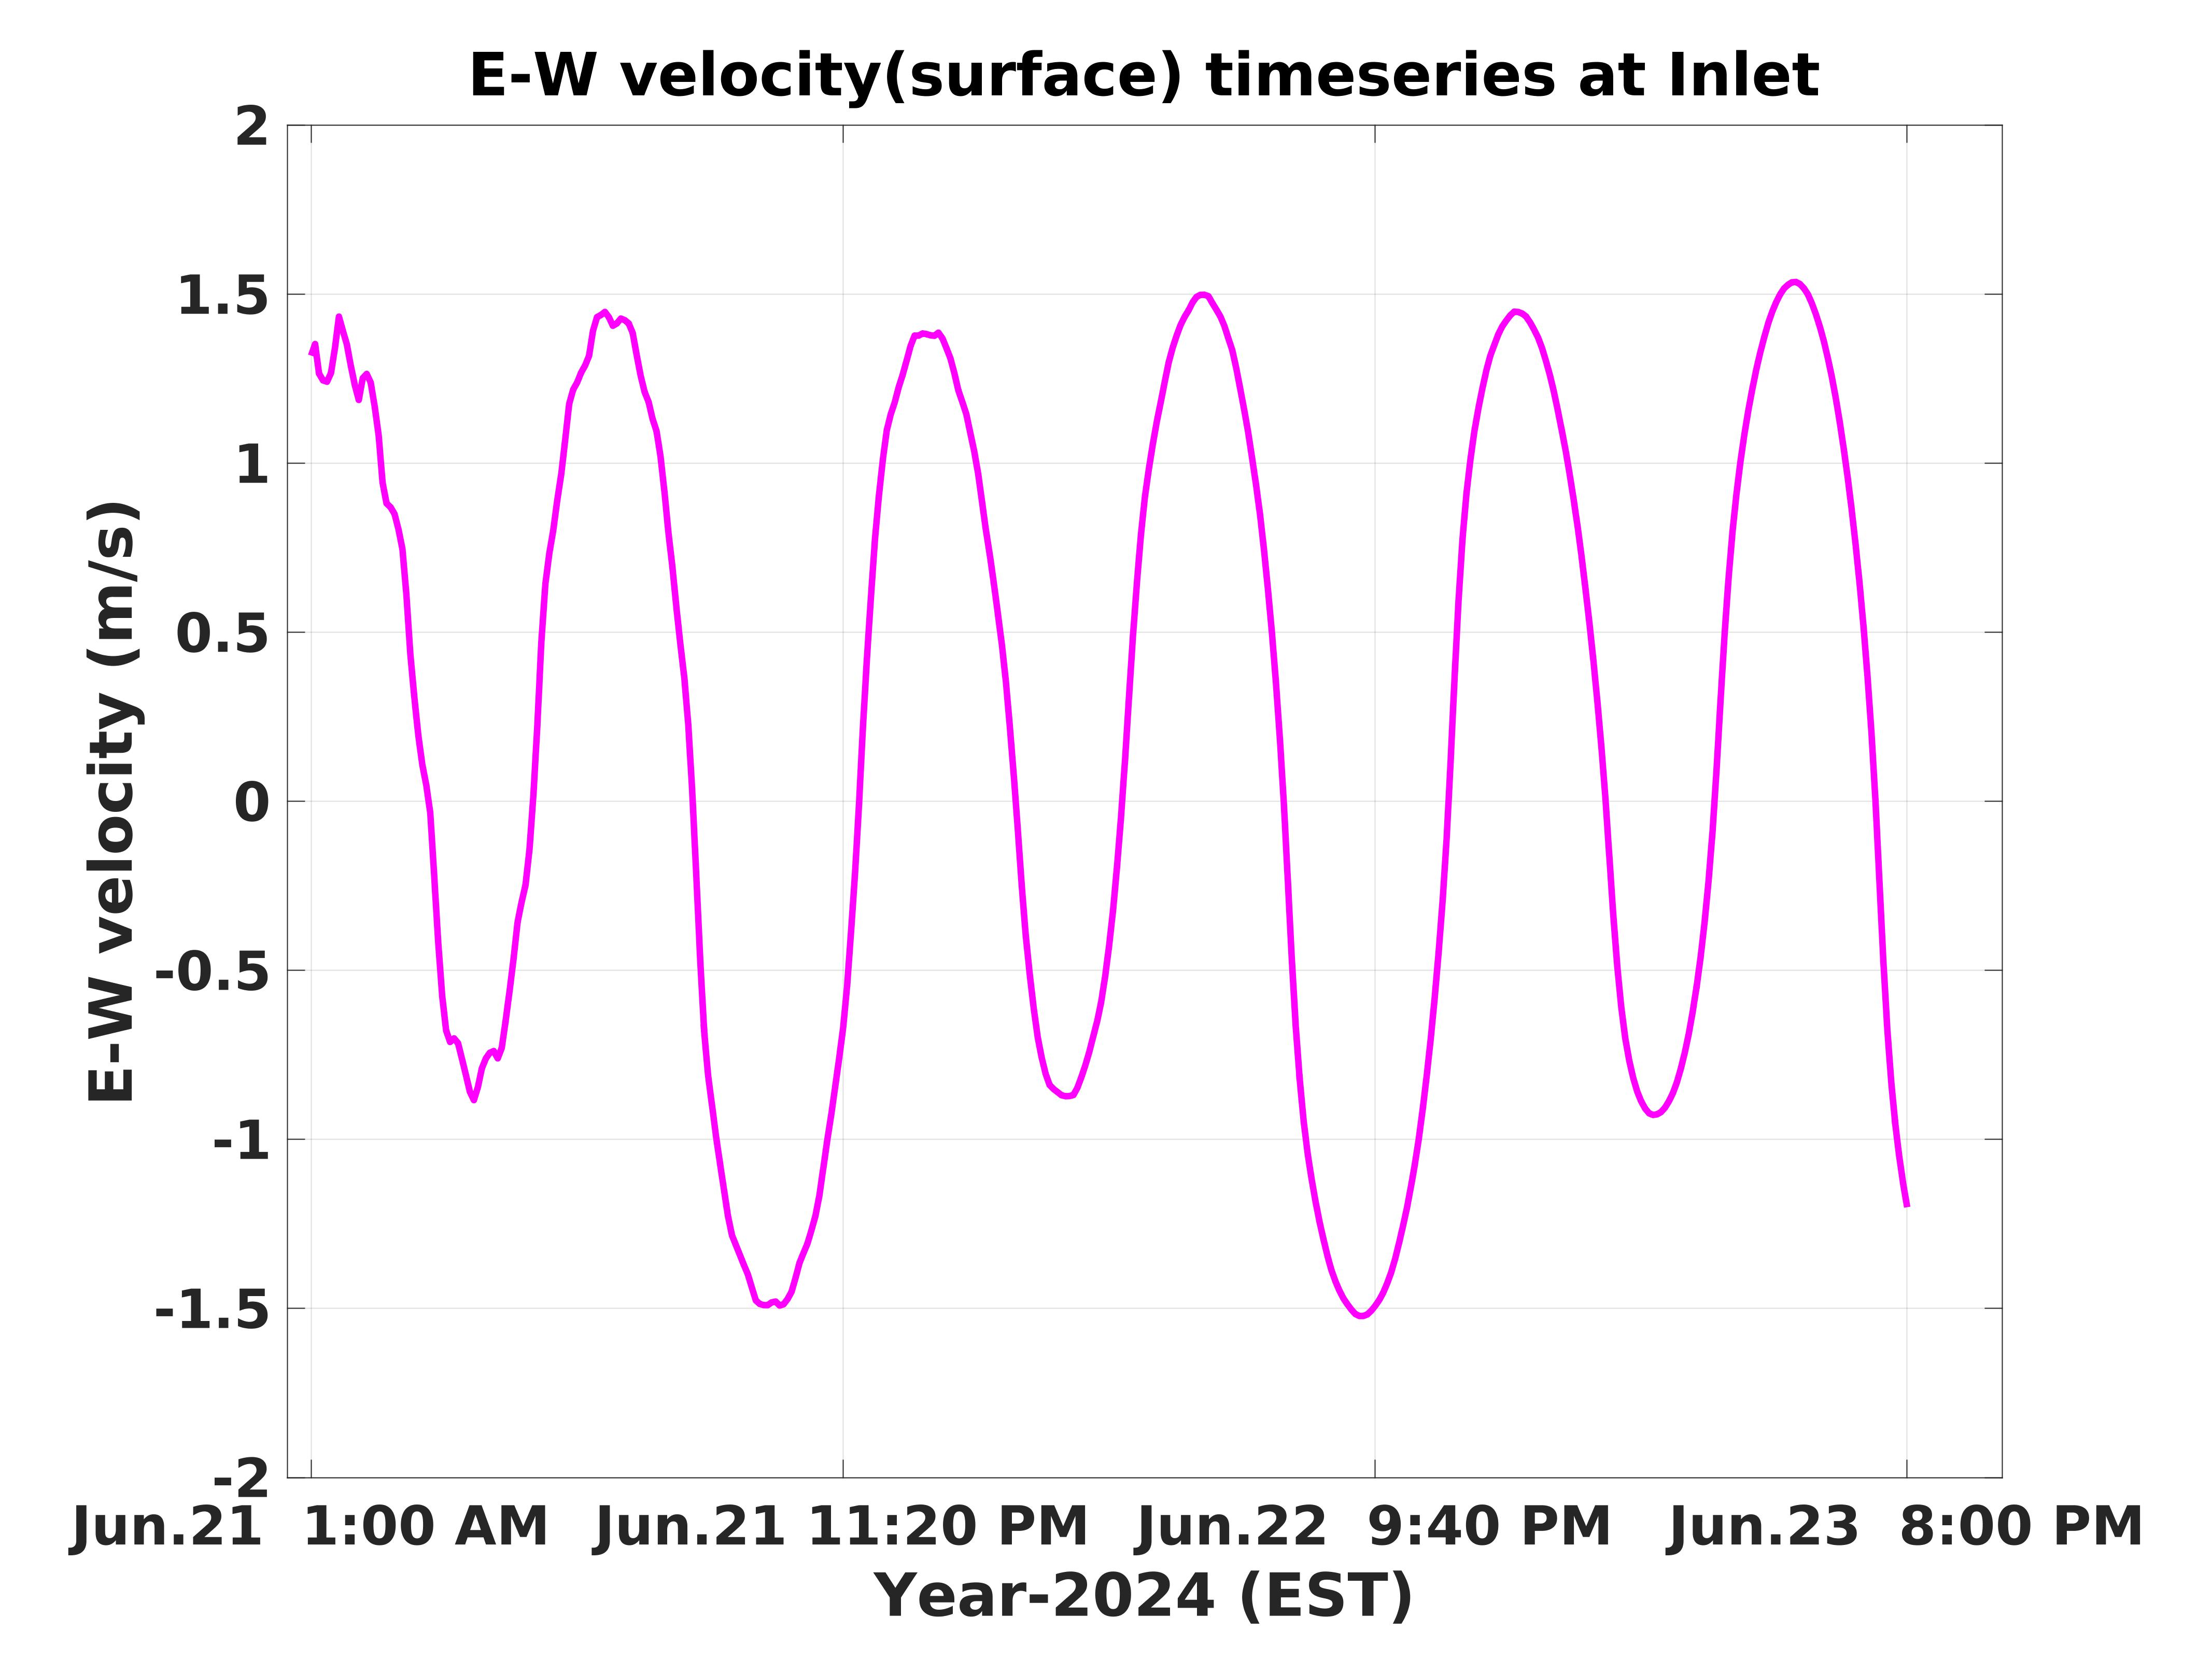 E-W velocity(surface) timeseries at Inlet
2
1.5
1
0.5
0
-0.5
-1
-1.5
-2
E-W velocity (m/s)
Jun.21 1:00 AM Jun.21 11:20 PM Jun.22 9:40 PM Jun.23 8:00 PM
Year-2024 (EST)